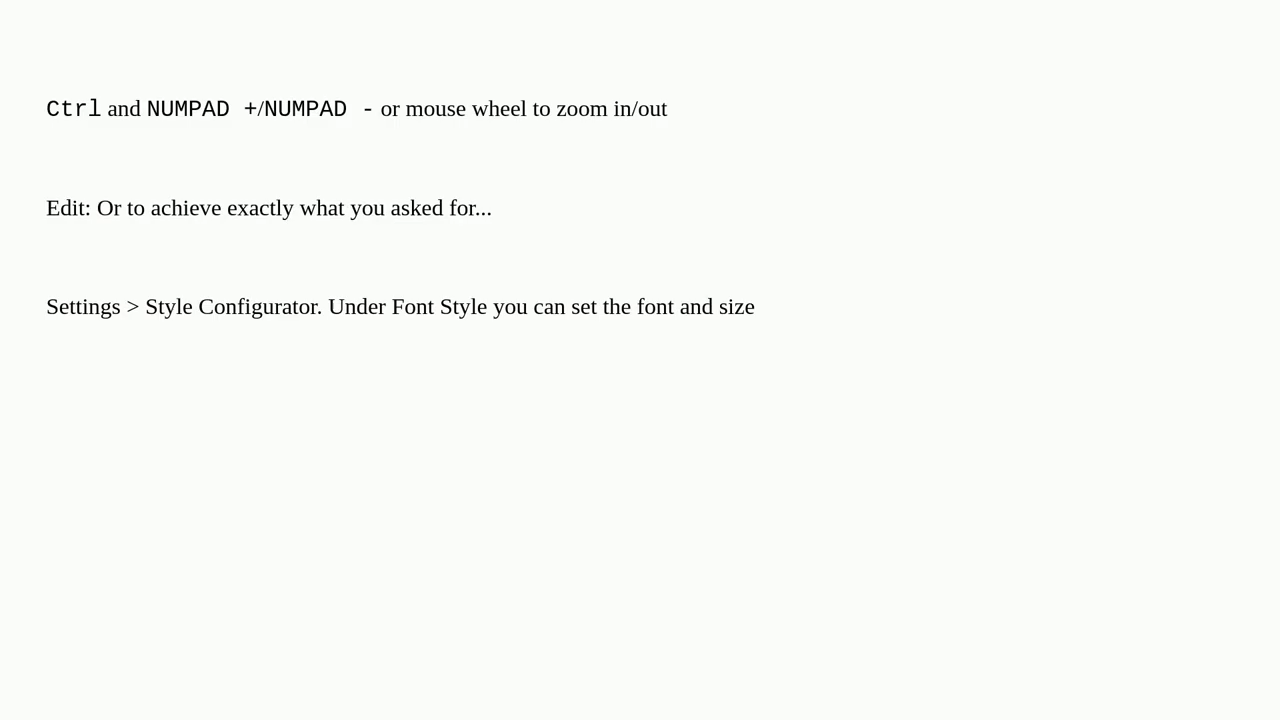 Ctrl and NUMPAD +/NUMPAD - or mouse wheel to zoom in/out
Edit: Or to achieve exactly what you asked for...
Settings > Style Configurator. Under Font Style you can set the font and size